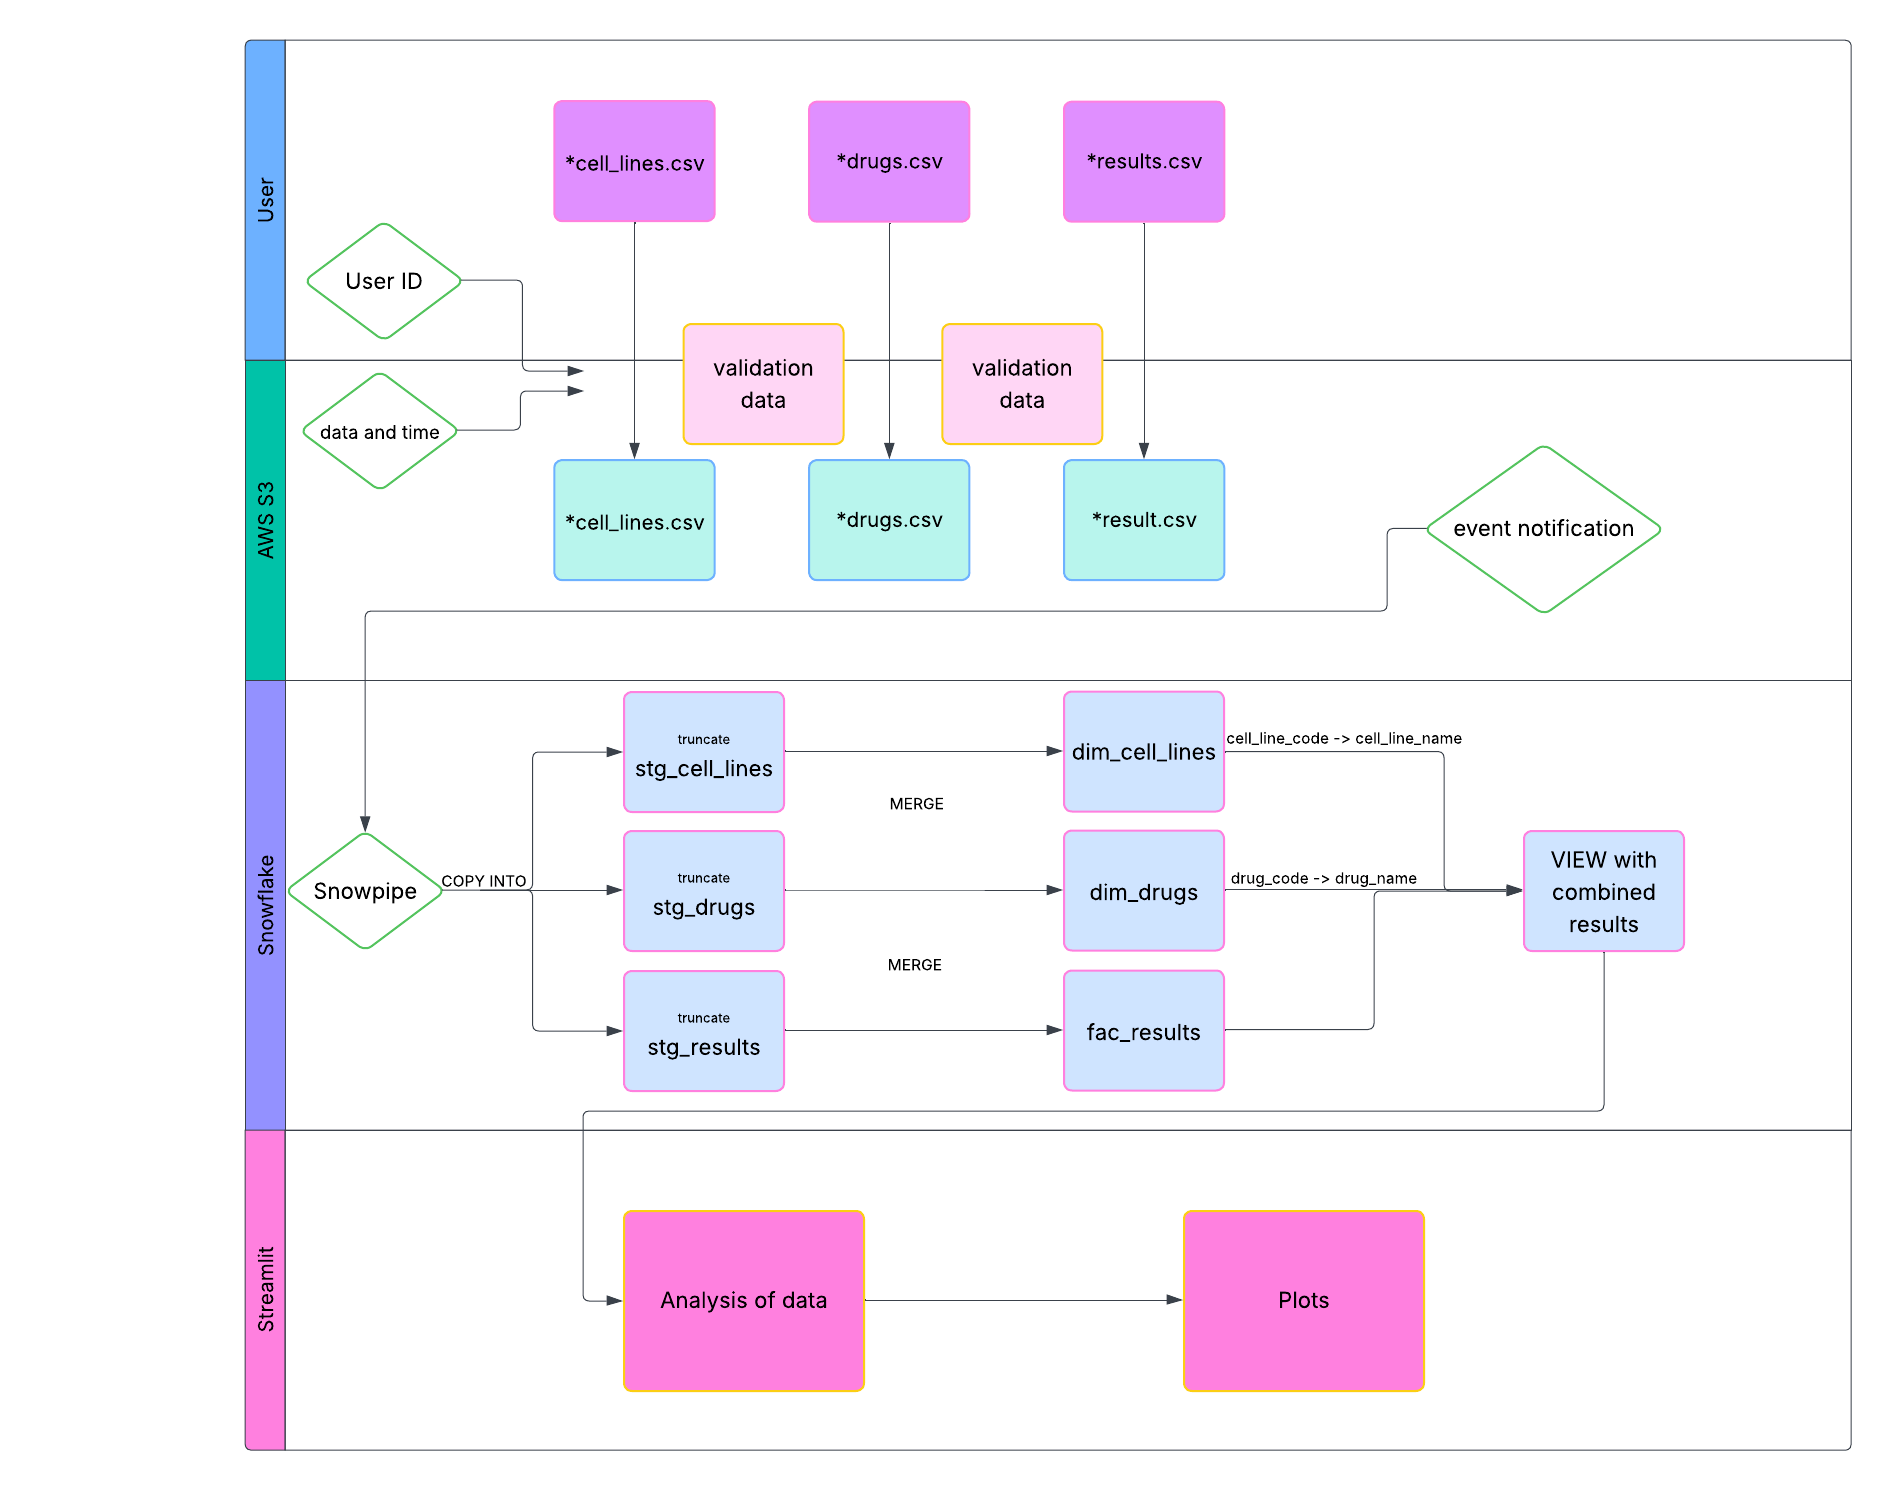 User
*cell_lines.csv
*drugs.csv
*results.csv
User ID
validation
data
validation
data
AWS S3
data and time
*cell_lines.csv
*drugs.csv
*result.csv
event notification
Snowflake
truncate
stg_cell_lines
dim_cell_lines
cell_line_code -> cell_line_name
MERGE
Snowpipe
COPY INTO
truncate
stg_drugs
dim_drugs
drug_code -> drug_name
VIEW with
combined
results
MERGE
truncate
stg_results
fac_results
Streamlit
Analysis of data
Plots